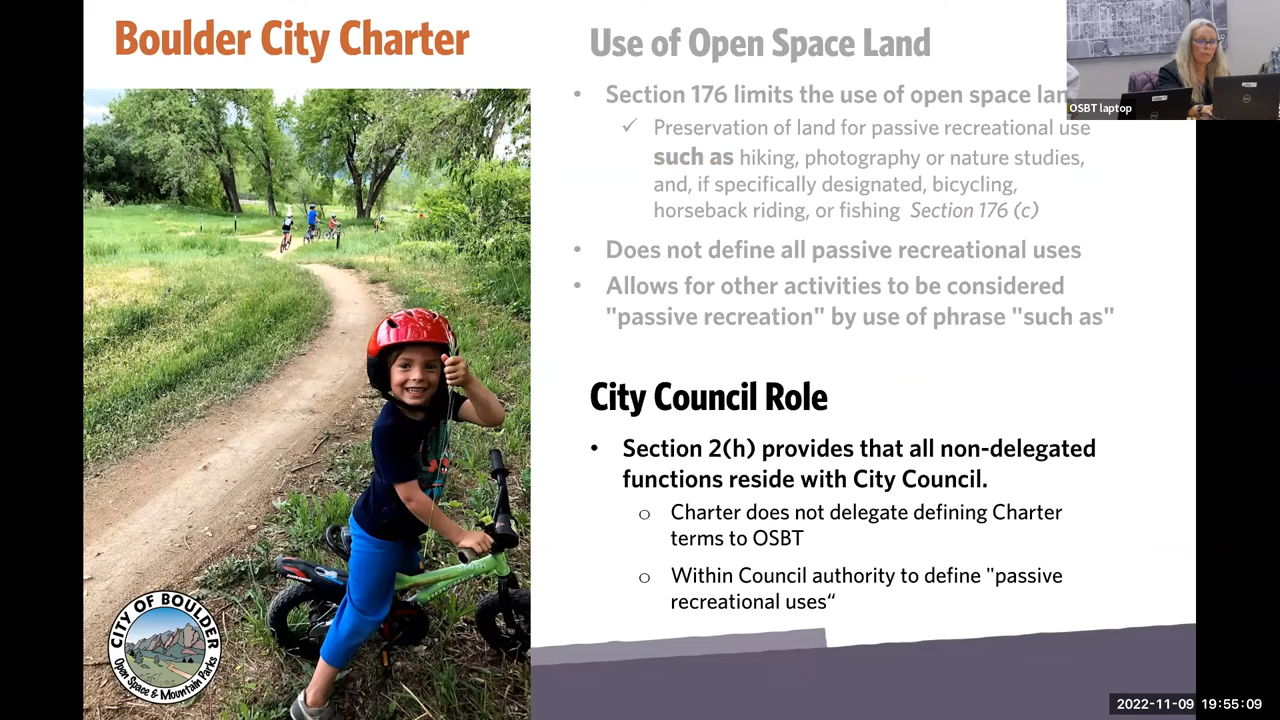 Boulder City Charter
Use of Open Space Land
• Section 176 limits the use of open space lan
✓ Preservation of land for passive recreational use
such as hiking, photography or nature studies,
and, if specifically designated, bicycling,
horseback riding, or fishing Section 176 (c)
• Does not define all passive recreational uses
• Allows for other activities to be considered
"passive recreation" by use of phrase "such as"
City Council Role
• Section 2(h) provides that all non-delegated
functions reside with City Council.
o Charter does not delegate defining Charter
terms to OSBT
o Within Council authority to define "passive
recreational uses“
CITY OF BOULDER
Open Space & Mountain Parks
OSBT laptop
2022-11-09 19:55:09